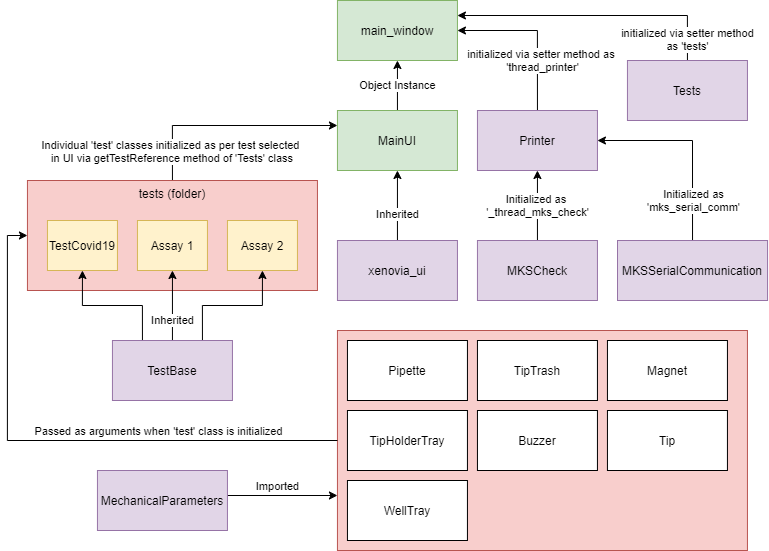 main_window
initialized via setter method
as 'tests'
initialized via setter method as
'thread_printer'
Object Instance
Tests
Individual 'test' classes initialized as per test selected
in UI via getTestReference method of 'Tests' class
MainUI
Printer
tests (folder)
Inherited
Initialized as
'_thread_mks_check'
Initialized as
'mks_serial_comm'
TestCovid19
Assay 1
Assay 2
xenovia_ui
MKSCheck
MKSSerialCommunication
Inherited
TestBase
Pipette
TipTrash
Magnet
Passed as arguments when 'test' class is initialized
TipHolderTray
Buzzer
Tip
MechanicalParameters
Imported
WellTray